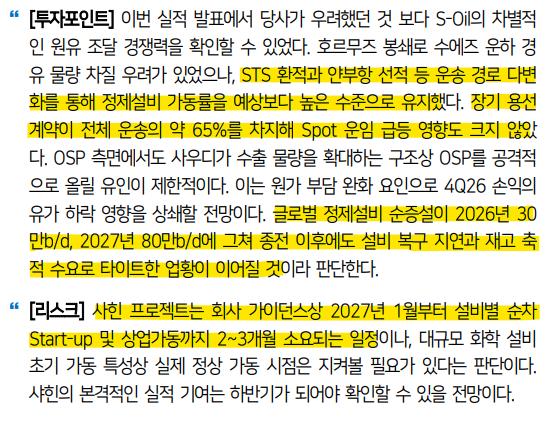 “ [투자포인트] 이번 실적 발표에서 당사가 우려했던 것 보다 S-Oil의 차별적
인 원유 조달 경쟁력을 확인할 수 있었다. 호르무즈 봉쇄로 수에즈 운하 경
유 물량 차질 우려가 있었으나, STS 환적과 얀부항 선적 등 운송 경로 다변
화를 통해 정제설비 가동률을 예상보다 높은 수준으로 유지했다. 장기 용선
계약이 전체 운송의 약 65%를 차지해 Spot 운임 급등 영향도 크지 않았
다. OSP 측면에서도 사우디가 수출 물량을 확대하는 구조상 OSP를 공격적
으로 올릴 유인이 제한적이다. 이는 원가 부담 완화 요인으로 4Q26 손익의
유가 하락 영향을 상쇄할 전망이다. 글로벌 정제설비 순증설이 2026년 30
만b/d, 2027년 80만b/d에 그쳐 종전 이후에도 설비 복구 지연과 재고 축
적 수요로 타이트한 업황이 이어질 것이라 판단한다.
“ [리스크] 샤힌 프로젝트는 회사 가이던스상 2027년 1월부터 설비별 순차
Start-up 및 상업가동까지 2~3개월 소요되는 일정이나, 대규모 화학 설비
초기 가동 특성상 실제 정상 가동 시점은 지켜볼 필요가 있다는 판단이다.
샤힌의 본격적인 실적 기여는 하반기가 되어야 확인할 수 있을 전망이다.